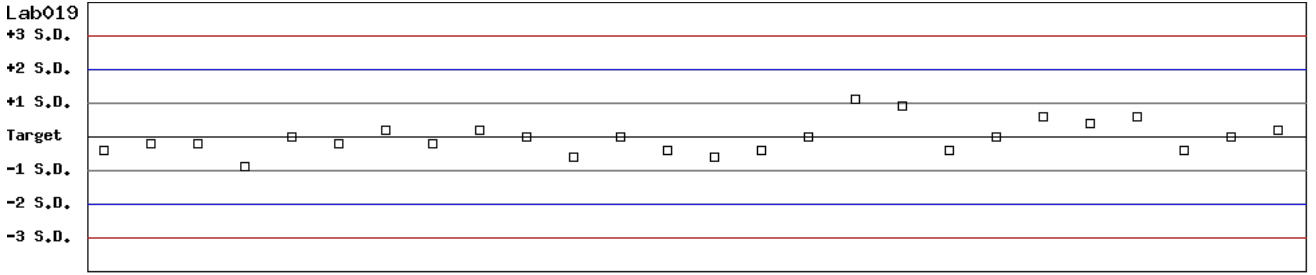 Lab019
+3 S.D.
+2 S.D.
+1 S.D.
Target
-1 S.D.
-2 S.D.
-3 S.D.